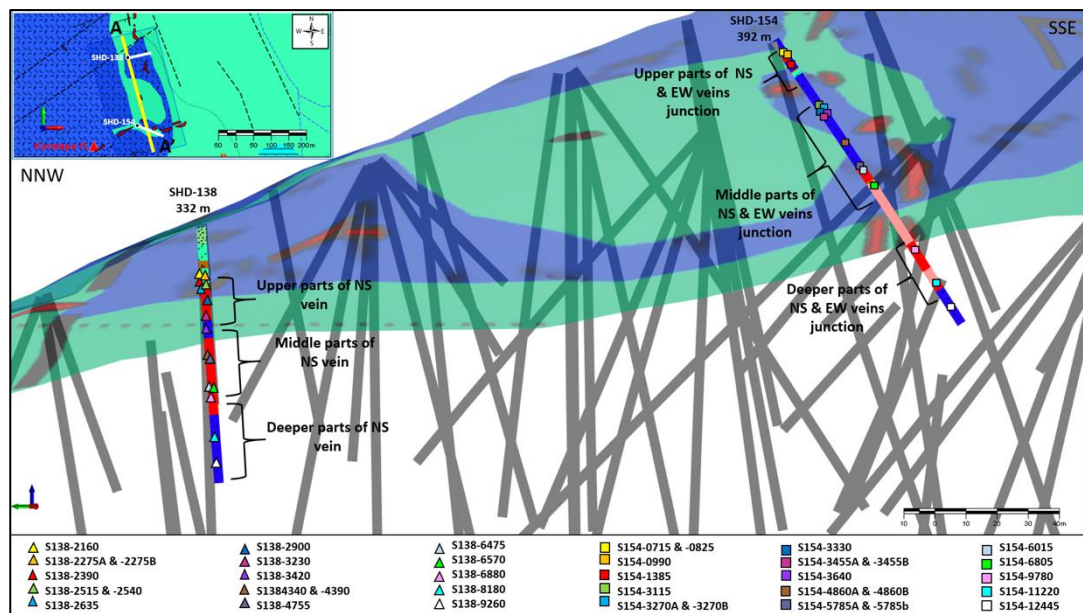 A
N
W E
S
SHD-138
SHD-154
A'
50 0 50 100 150 200m
NNW
SSE
SHD-154
392 m
Upper parts of NS
& EW veins
junction
SHD-138
332 m
Middle parts of
NS & EW veins
junction
Upper parts of NS
vein
Deeper parts of
NS & EW veins
junction
Middle parts of
NS vein
Deeper parts of NS
vein
10 0 10 20 30 40m
S138-2160
S138-2275A & -2275B
S138-2390
S138-2515 & -2540
S138-2635
S138-2900
S138-3230
S138-3420
S1384340 & -4390
S138-4755
S138-6475
S138-6570
S138-6880
S138-8180
S138-9260
S154-0715 & -0825
S154-0990
S154-1385
S154-3115
S154-3270A & -3270B
S154-3330
S154-3455A & -3455B
S154-3640
S154-4860A & -4860B
S154-5785A & -5785b
S154-6015
S154-6805
S154-9780
S154-11220
S154-12645